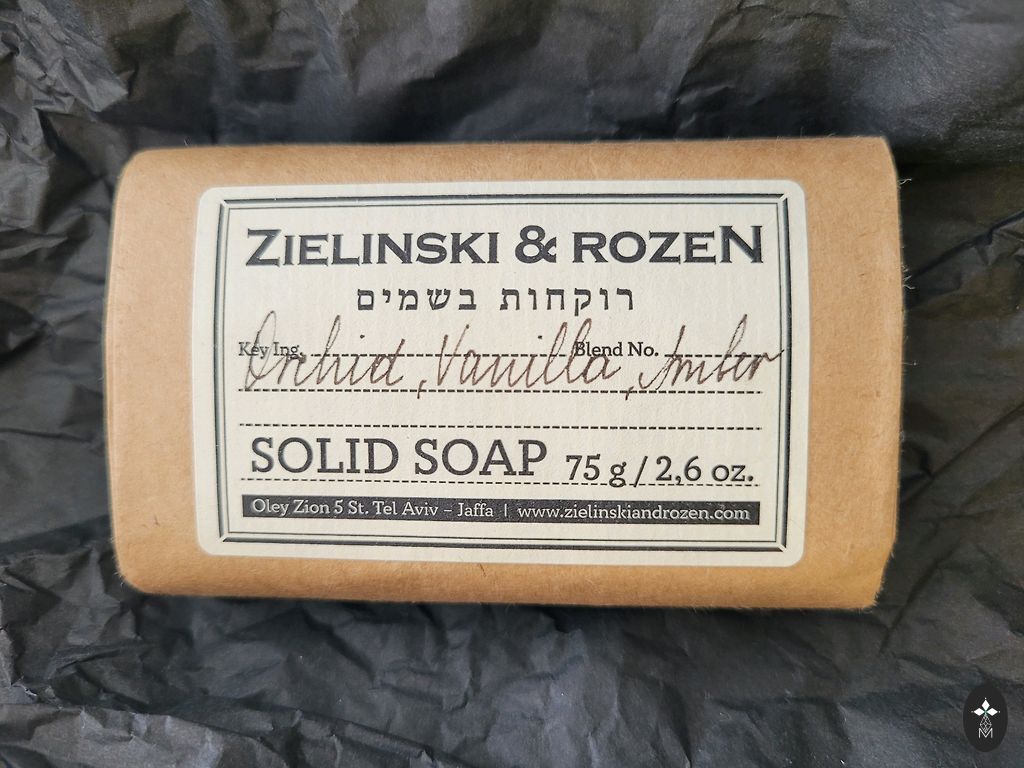 ZIELINSKI & ROZEN
רוקחות בשמים
Key Ing. Blend No.
Orchid, Vanilla, Amber
SOLID SOAP 75 g / 2,6 oz.
Oley Zion 5 St. Tel Aviv – Jaffa | www.zielinskiandrozen.com
M